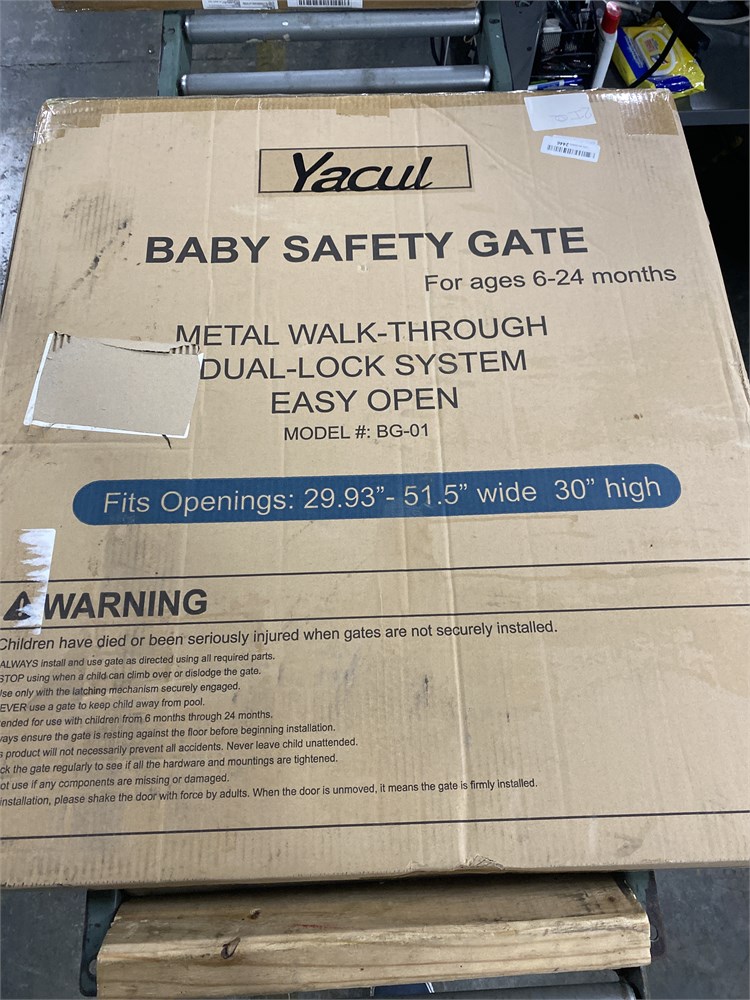 Yacul
BABY SAFETY GATE
For ages 6-24 months
METAL WALK-THROUGH
DUAL-LOCK SYSTEM
EASY OPEN
MODEL #: BG-01
Fits Openings: 29.93”- 51.5” wide 30” high
WARNING
Children have died or been seriously injured when gates are not securely installed.
ALWAYS install and use gate as directed using all required parts.
STOP using when a child can climb over or dislodge the gate.
Use only with the latching mechanism securely engaged.
EVER use a gate to keep child away from pool.
ended for use with children from 6 months through 24 months.
ways ensure the gate is resting against the floor before beginning installation.
s product will not necessarily prevent all accidents. Never leave child unattended.
ck the gate regularly to see if all the hardware and mountings are tightened.
ot use if any components are missing or damaged.
installation, please shake the door with force by adults. When the door is unmoved, it means the gate is firmly installed.